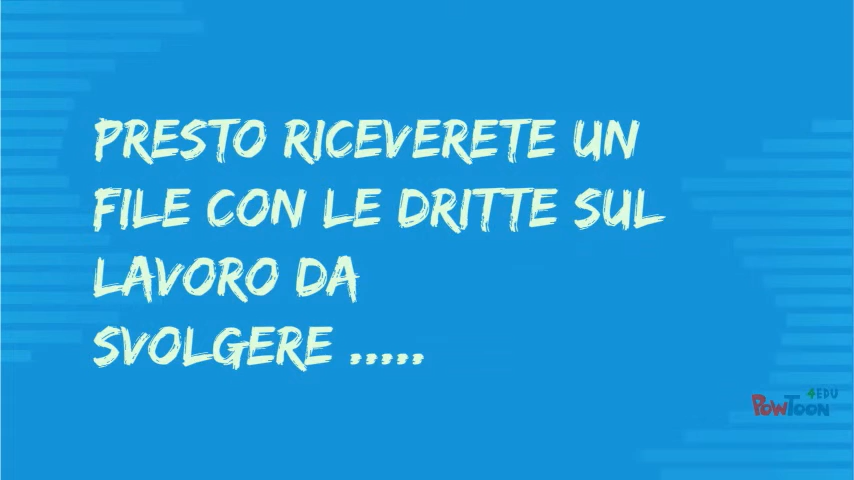 PRESTO RICEVERETE UN
FILE CON LE DRITTE SUL
LAVORO DA
SVOLGERE ,,,,,
4EDU
POWTOON